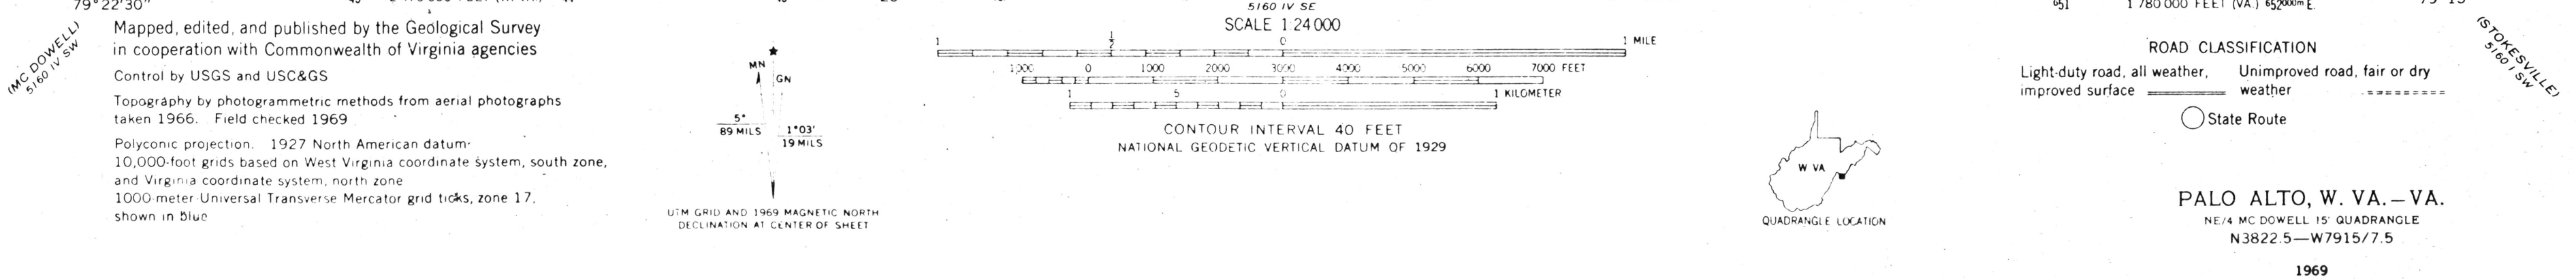 79°22'30"
(MC DOWELL)
5160 IV SW
Mapped, edited, and published by the Geological Survey
in cooperation with Commonwealth of Virginia agencies
Control by USGS and USC&GS
Topography by photogrammetric methods from aerial photographs
taken 1966. Field checked 1969
Polyconic projection. 1927 North American datum
10,000-foot grids based on West Virginia coordinate system, south zone,
and Virginia coordinate system, north zone
1000-meter Universal Transverse Mercator grid ticks, zone 17,
shown in blue
MN
GN
5°
89 MILS
1°03'
19 MILS
UTM GRID AND 1969 MAGNETIC NORTH
DECLINATION AT CENTER OF SHEET
5160 IV SE
SCALE 1:24000
1 ½ 0 1 MILE
1000 0 1000 2000 3000 4000 5000 6000 7000 FEET
1 5 0 1 KILOMETER
CONTOUR INTERVAL 40 FEET
NATIONAL GEODETIC VERTICAL DATUM OF 1929
W VA
QUADRANGLE LOCATION
651 1 780 000 FEET (VA.) 652000m E.
ROAD CLASSIFICATION
Light-duty road, all weather,
improved surface
Unimproved road, fair or dry
weather
State Route
(STOKESVILLE)
5160 I SW
PALO ALTO, W. VA.—VA.
NE/4 MC DOWELL 15' QUADRANGLE
N3822.5—W7915/7.5
1969